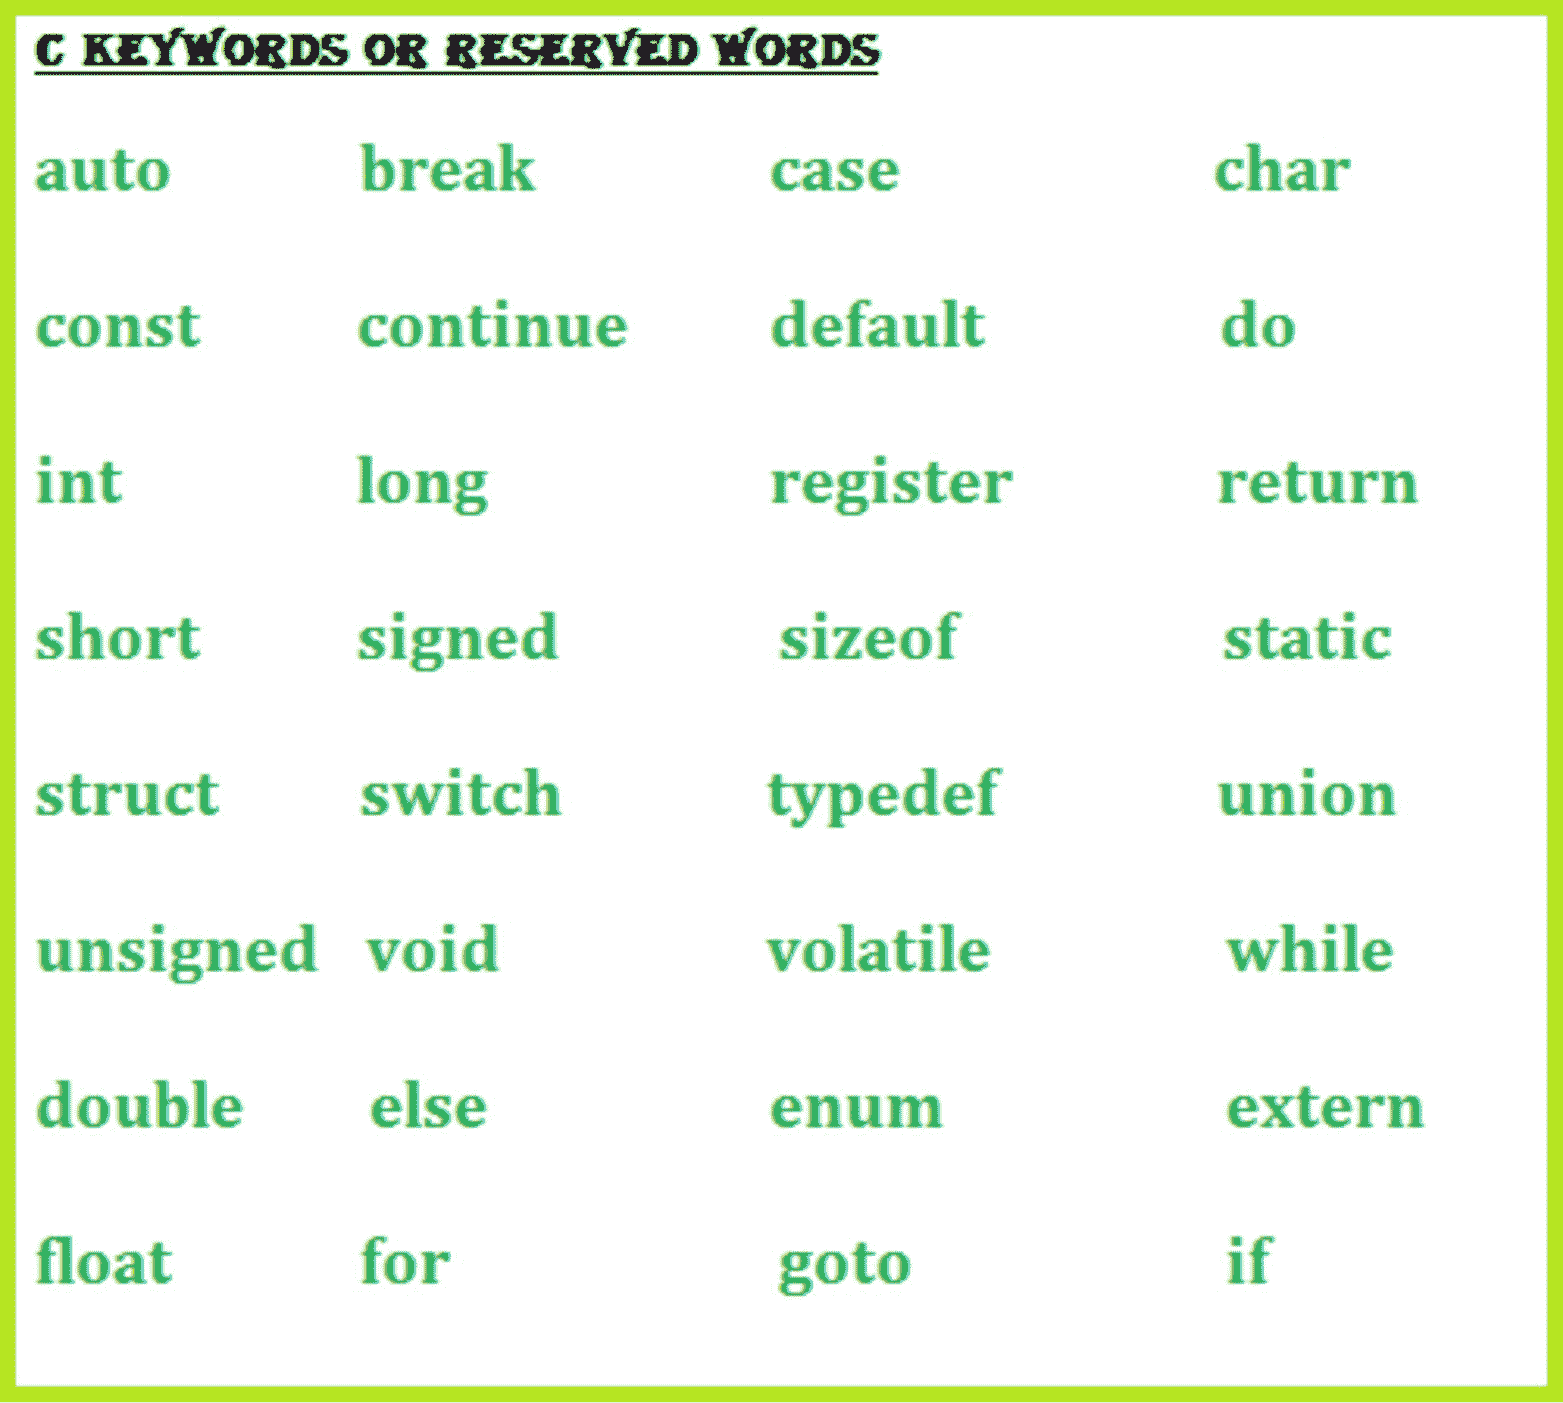 C KEYWORDS OR RESERVED WORDS
auto break case char
const continue default do
int long register return
short signed sizeof static
struct switch typedef union
unsigned void volatile while
double else enum extern
float for goto if